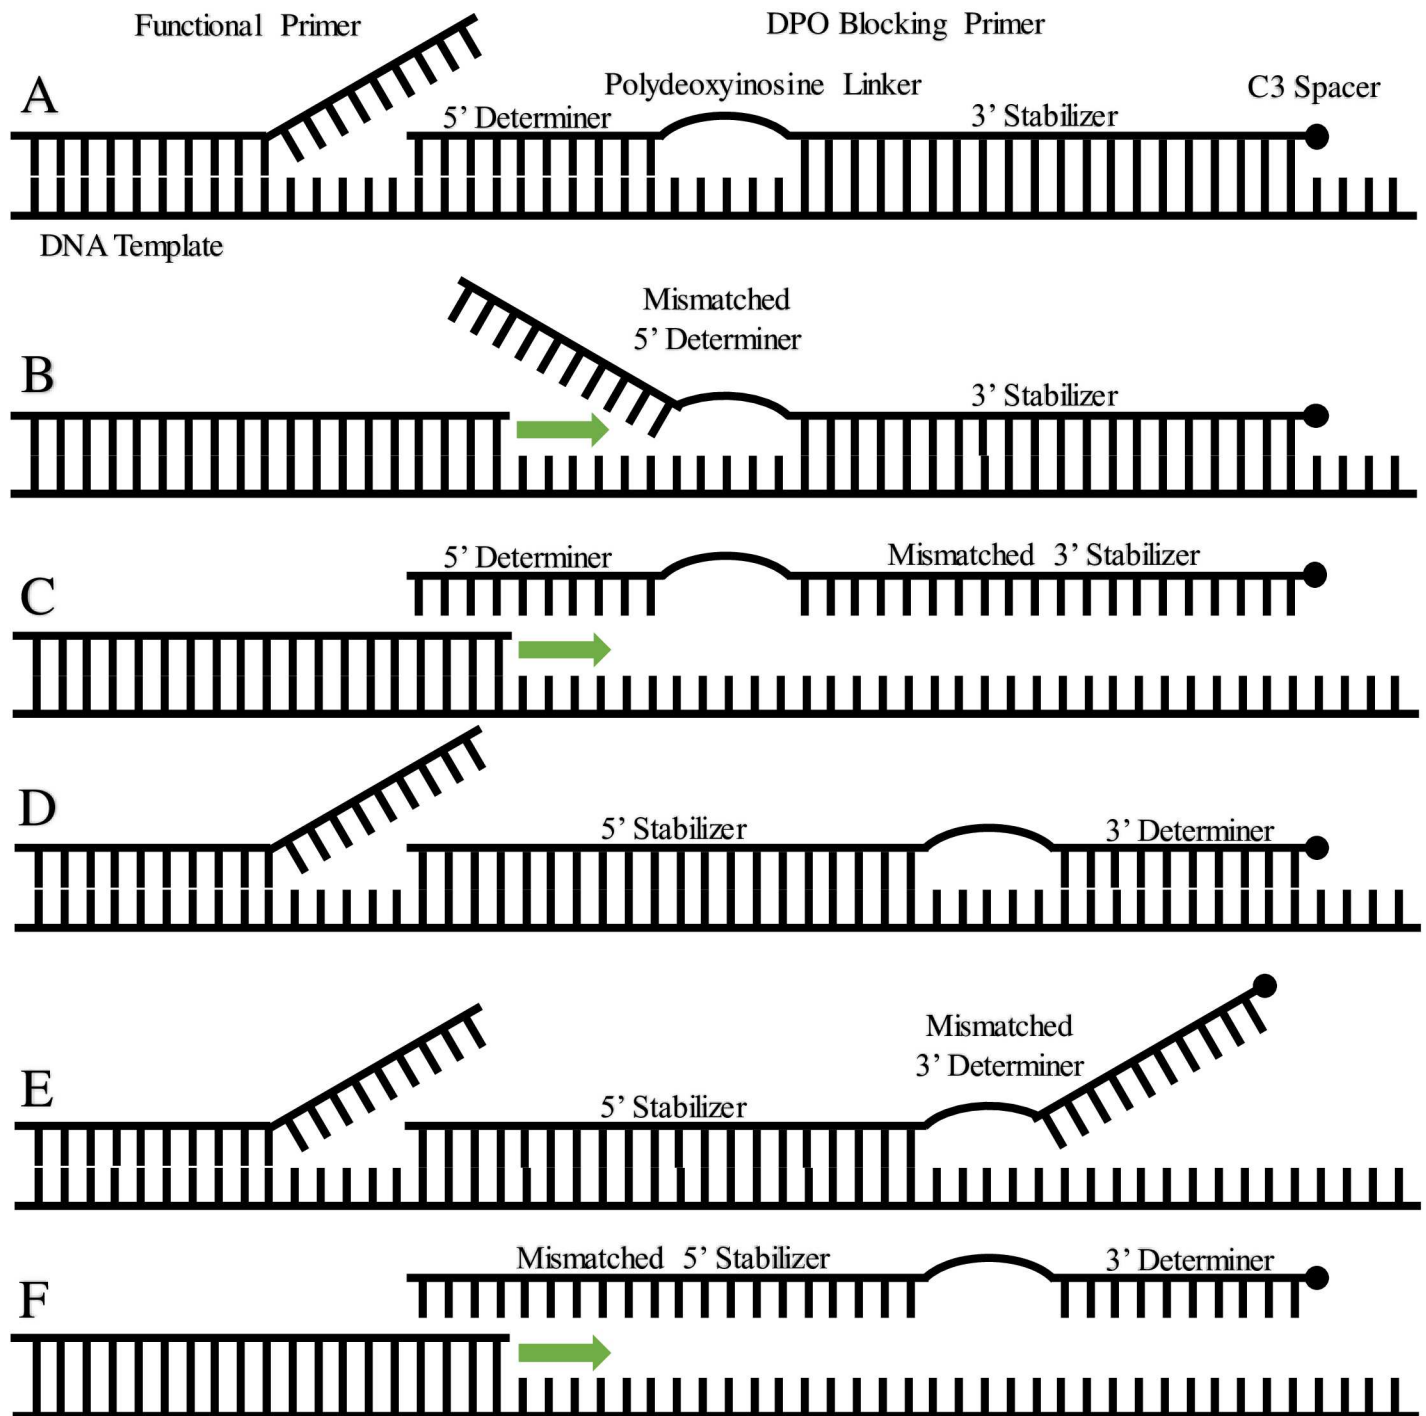 Functional Primer
DPO Blocking Primer
A
Polydeoxyinosine Linker
C3 Spacer
5’ Determiner
3’ Stabilizer
DNA Template
Mismatched
5’ Determiner
B
3’ Stabilizer
5’ Determiner
Mismatched 3’ Stabilizer
C
D
5’ Stabilizer
3’ Determiner
Mismatched
3’ Determiner
E
5’ Stabilizer
Mismatched 5’ Stabilizer
3’ Determiner
F